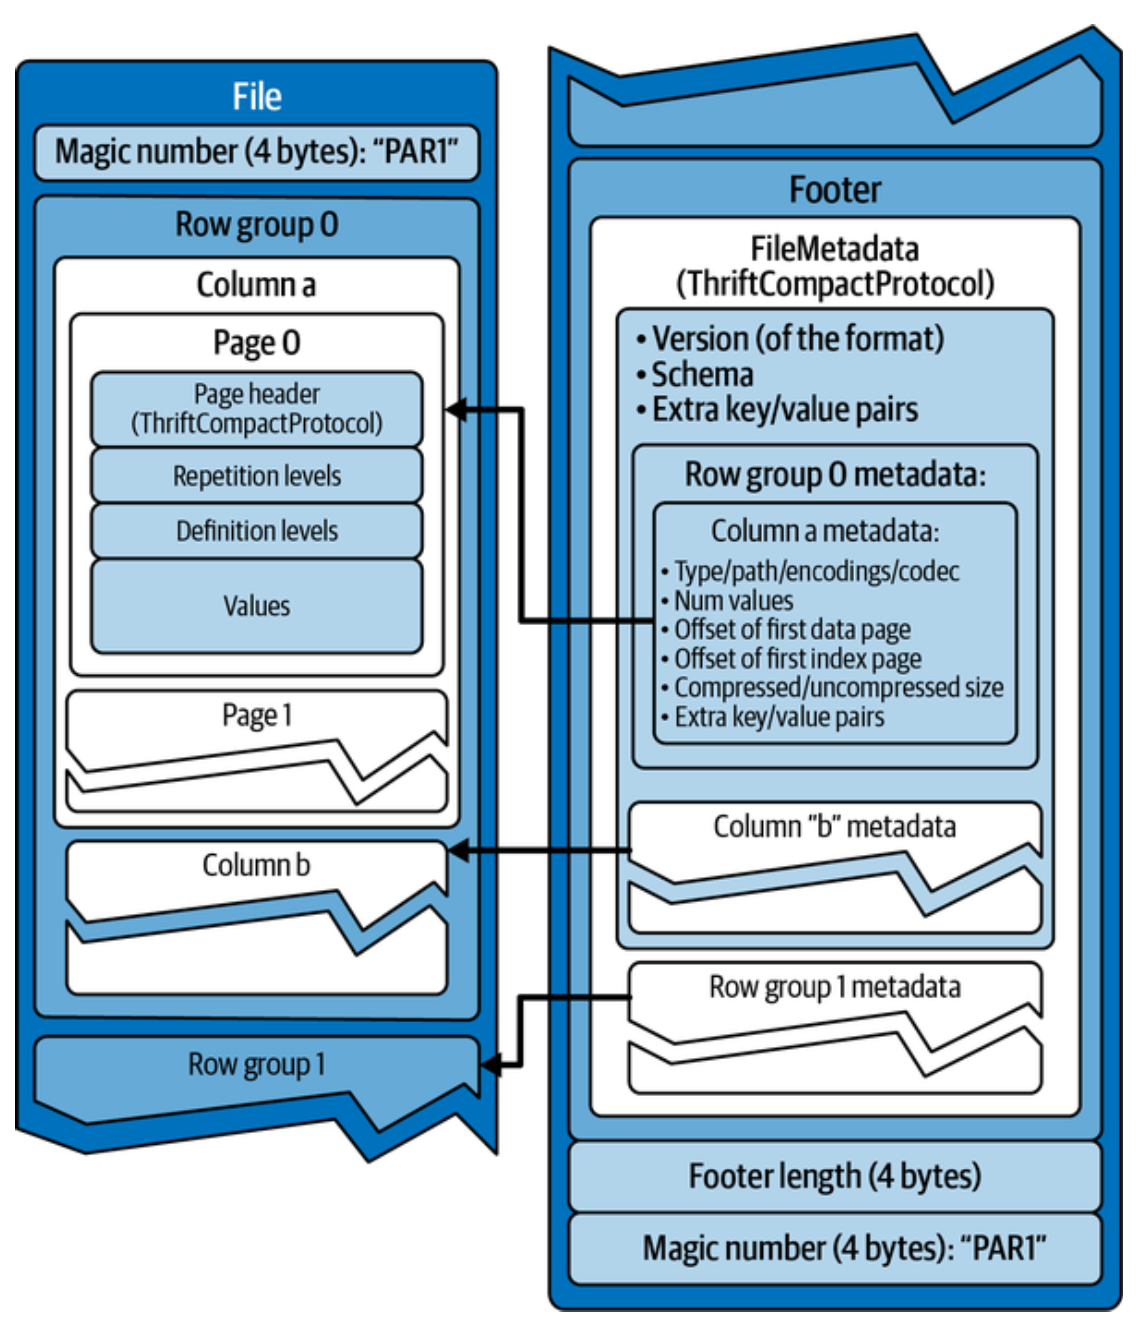 File
Magic number (4 bytes): “PAR1”
Row group 0
Column a
Page 0
Page header
(ThriftCompactProtocol)
Repetition levels
Definition levels
Values
Page 1
Column b
Row group 1
Footer
FileMetadata
(ThriftCompactProtocol)
• Version (of the format)
• Schema
• Extra key/value pairs
Row group 0 metadata:
Column a metadata:
• Type/path/encodings/codec
• Num values
• Offset of first data page
• Offset of first index page
• Compressed/uncompressed size
• Extra key/value pairs
Column ”b” metadata
Row group 1 metadata
Footer length (4 bytes)
Magic number (4 bytes): “PAR1”